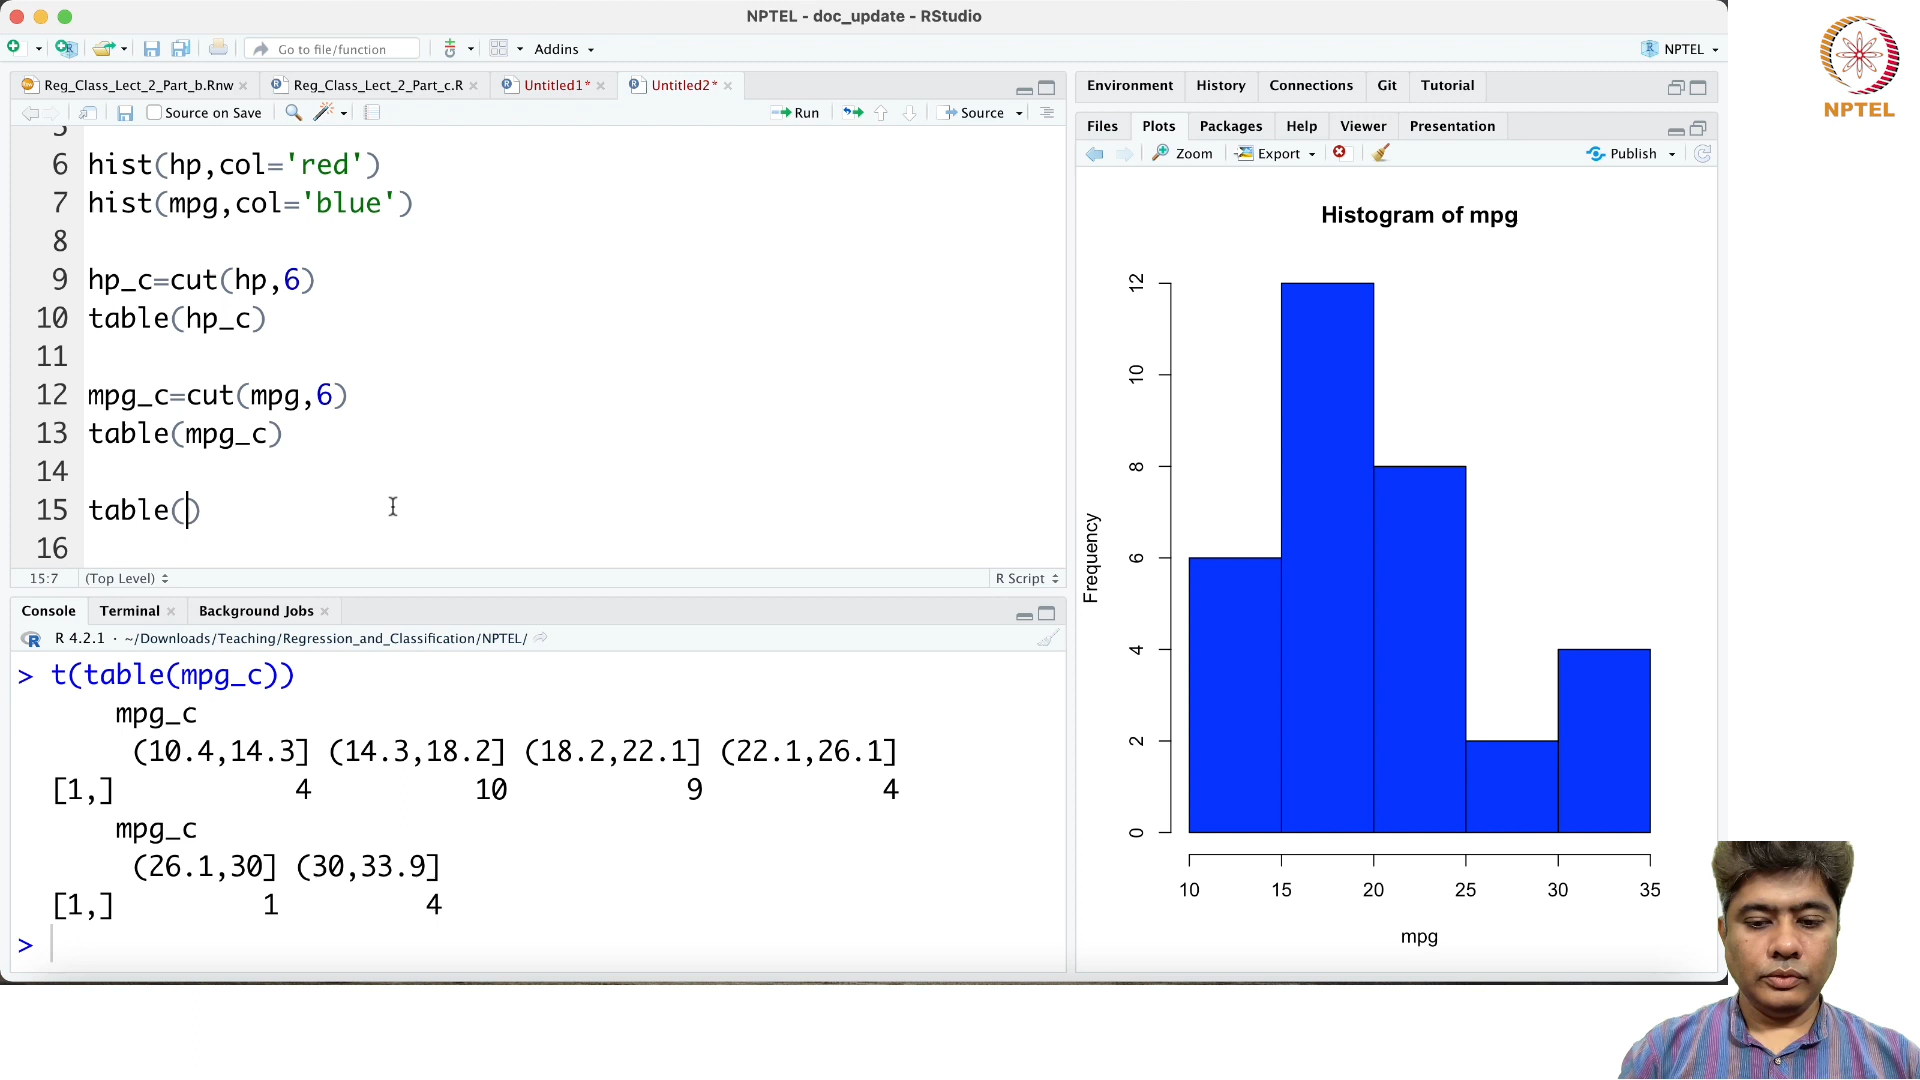 NPTEL - doc_update - RStudio
Go to file/function
Addins
NPTEL
NPTEL
Reg_Class_Lect_2_Part_b.Rnw
Reg_Class_Lect_2_Part_c.R
Untitled1*
Untitled2*
Source on Save
Run
Source
5
6 hist(hp,col='red')
7 hist(mpg,col='blue')
8
9 hp_c=cut(hp,6)
10 table(hp_c)
11
12 mpg_c=cut(mpg,6)
13 table(mpg_c)
14
15 table()
16
15:7 (Top Level)
R Script
Console Terminal Background Jobs
R 4.2.1 · ~/Downloads/Teaching/Regression_and_Classification/NPTEL/
> t(table(mpg_c))
mpg_c
(10.4,14.3] (14.3,18.2] (18.2,22.1] (22.1,26.1]
[1,] 4 10 9 4
mpg_c
(26.1,30] (30,33.9]
[1,] 1 4
>
Environment History Connections Git Tutorial
Files Plots Packages Help Viewer Presentation
Zoom Export Publish
Histogram of mpg
Frequency
12
10
8
6
4
2
0
10 15 20 25 30 35
mpg